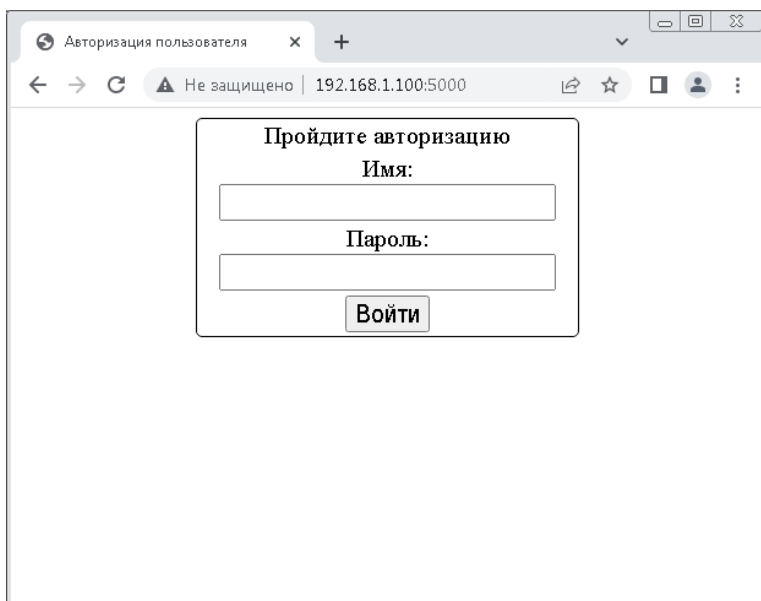 Авторизация пользователя
Не защищено | 192.168.1.100:5000
Пройдите авторизацию
Имя:
Пароль:
Войти